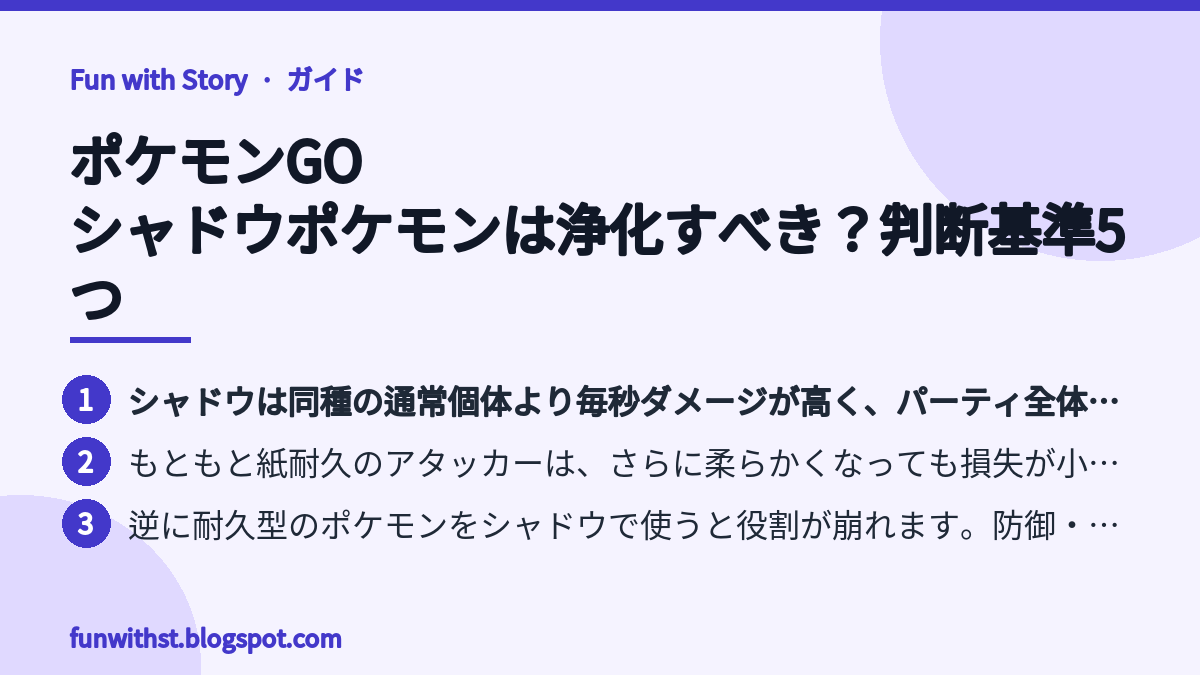 Fun with Story ・ ガイド
ポケモンGO
シャドウポケモンは浄化すべき？判断基準5
つ
1 シャドウは同種の通常個体より毎秒ダメージが高く、パーティ全体…
2 もともと紙耐久のアタッカーは、さらに柔らかくなっても損失が小…
3 逆に耐久型のポケモンをシャドウで使うと役割が崩れます。防御・…
funwithst.blogspot.com